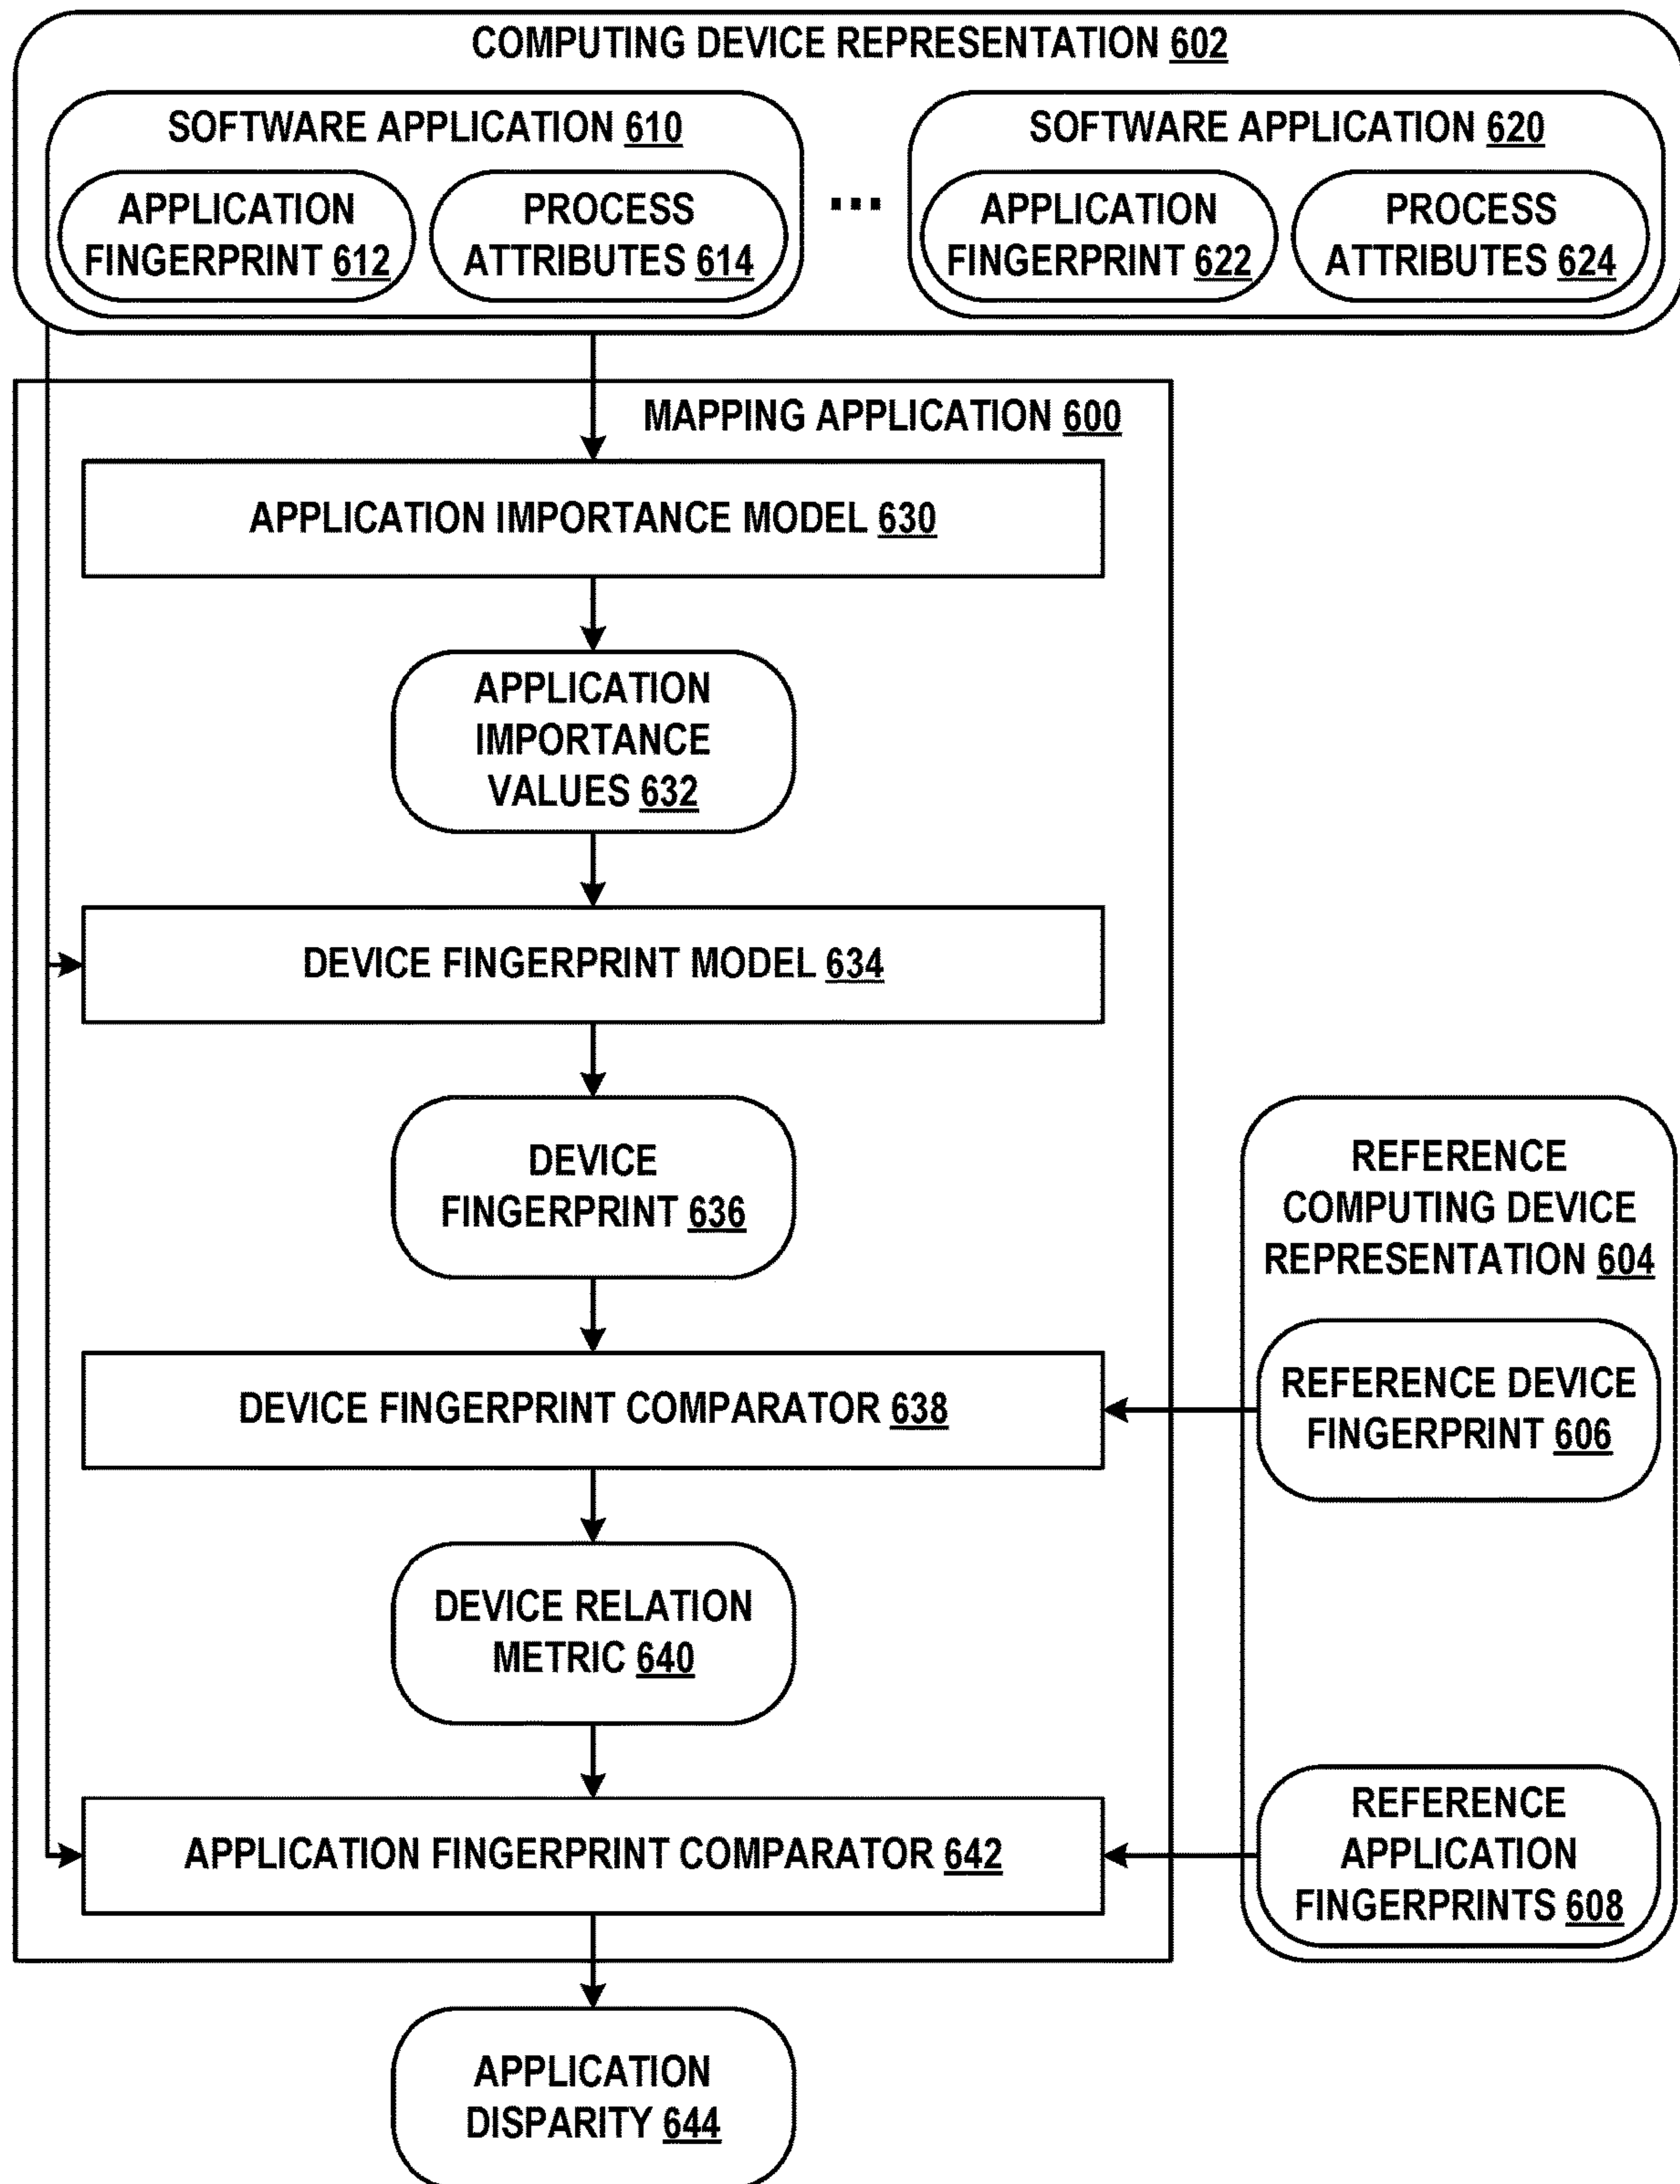 COMPUTING DEVICE REPRESENTATION 602
SOFTWARE APPLICATION 610
APPLICATION
FINGERPRINT 612
PROCESS
ATTRIBUTES 614
...
SOFTWARE APPLICATION 620
APPLICATION
FINGERPRINT 622
PROCESS
ATTRIBUTES 624
MAPPING APPLICATION 600
APPLICATION IMPORTANCE MODEL 630
APPLICATION
IMPORTANCE
VALUES 632
DEVICE FINGERPRINT MODEL 634
DEVICE
FINGERPRINT 636
REFERENCE
COMPUTING DEVICE
REPRESENTATION 604
DEVICE FINGERPRINT COMPARATOR 638
REFERENCE DEVICE
FINGERPRINT 606
DEVICE RELATION
METRIC 640
APPLICATION FINGERPRINT COMPARATOR 642
REFERENCE
APPLICATION
FINGERPRINTS 608
APPLICATION
DISPARITY 644